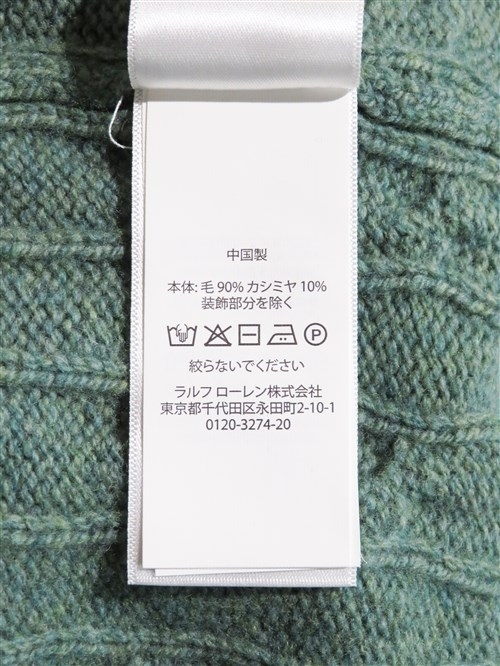 中国製
本体: 毛 90% カシミヤ 10%
装飾部分を除く
P
絞らないでください
ラルフ ローレン株式会社
東京都千代田区永田町2-10-1
0120-3274-20